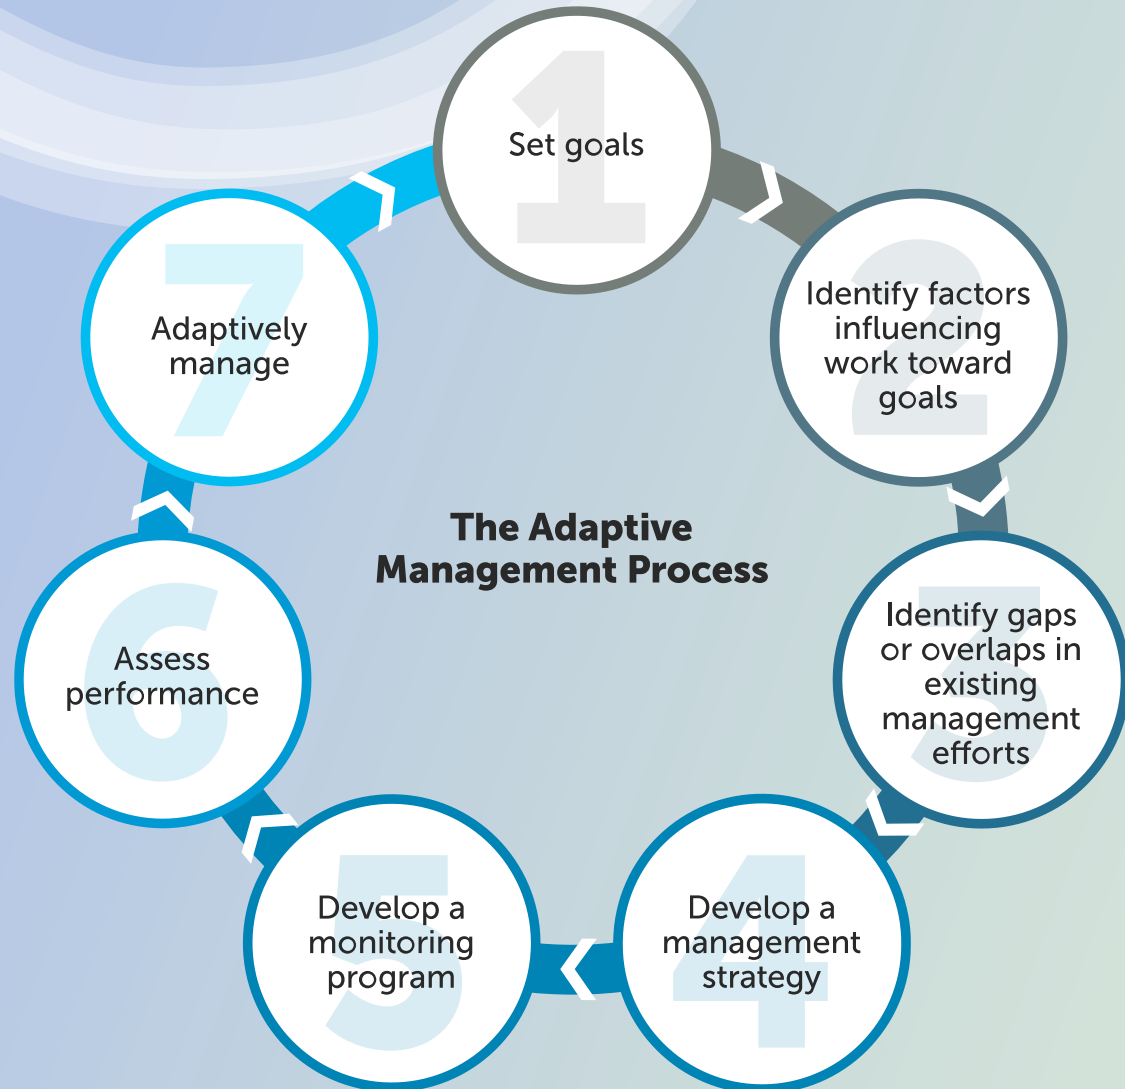 1
Set goals
2
Identify factors
influencing
work toward
goals
3
Identify gaps
or overlaps in
existing
management
efforts
4
Develop a
management
strategy
5
Develop a
monitoring
program
6
Assess
performance
7
Adaptively
manage
The Adaptive
Management Process